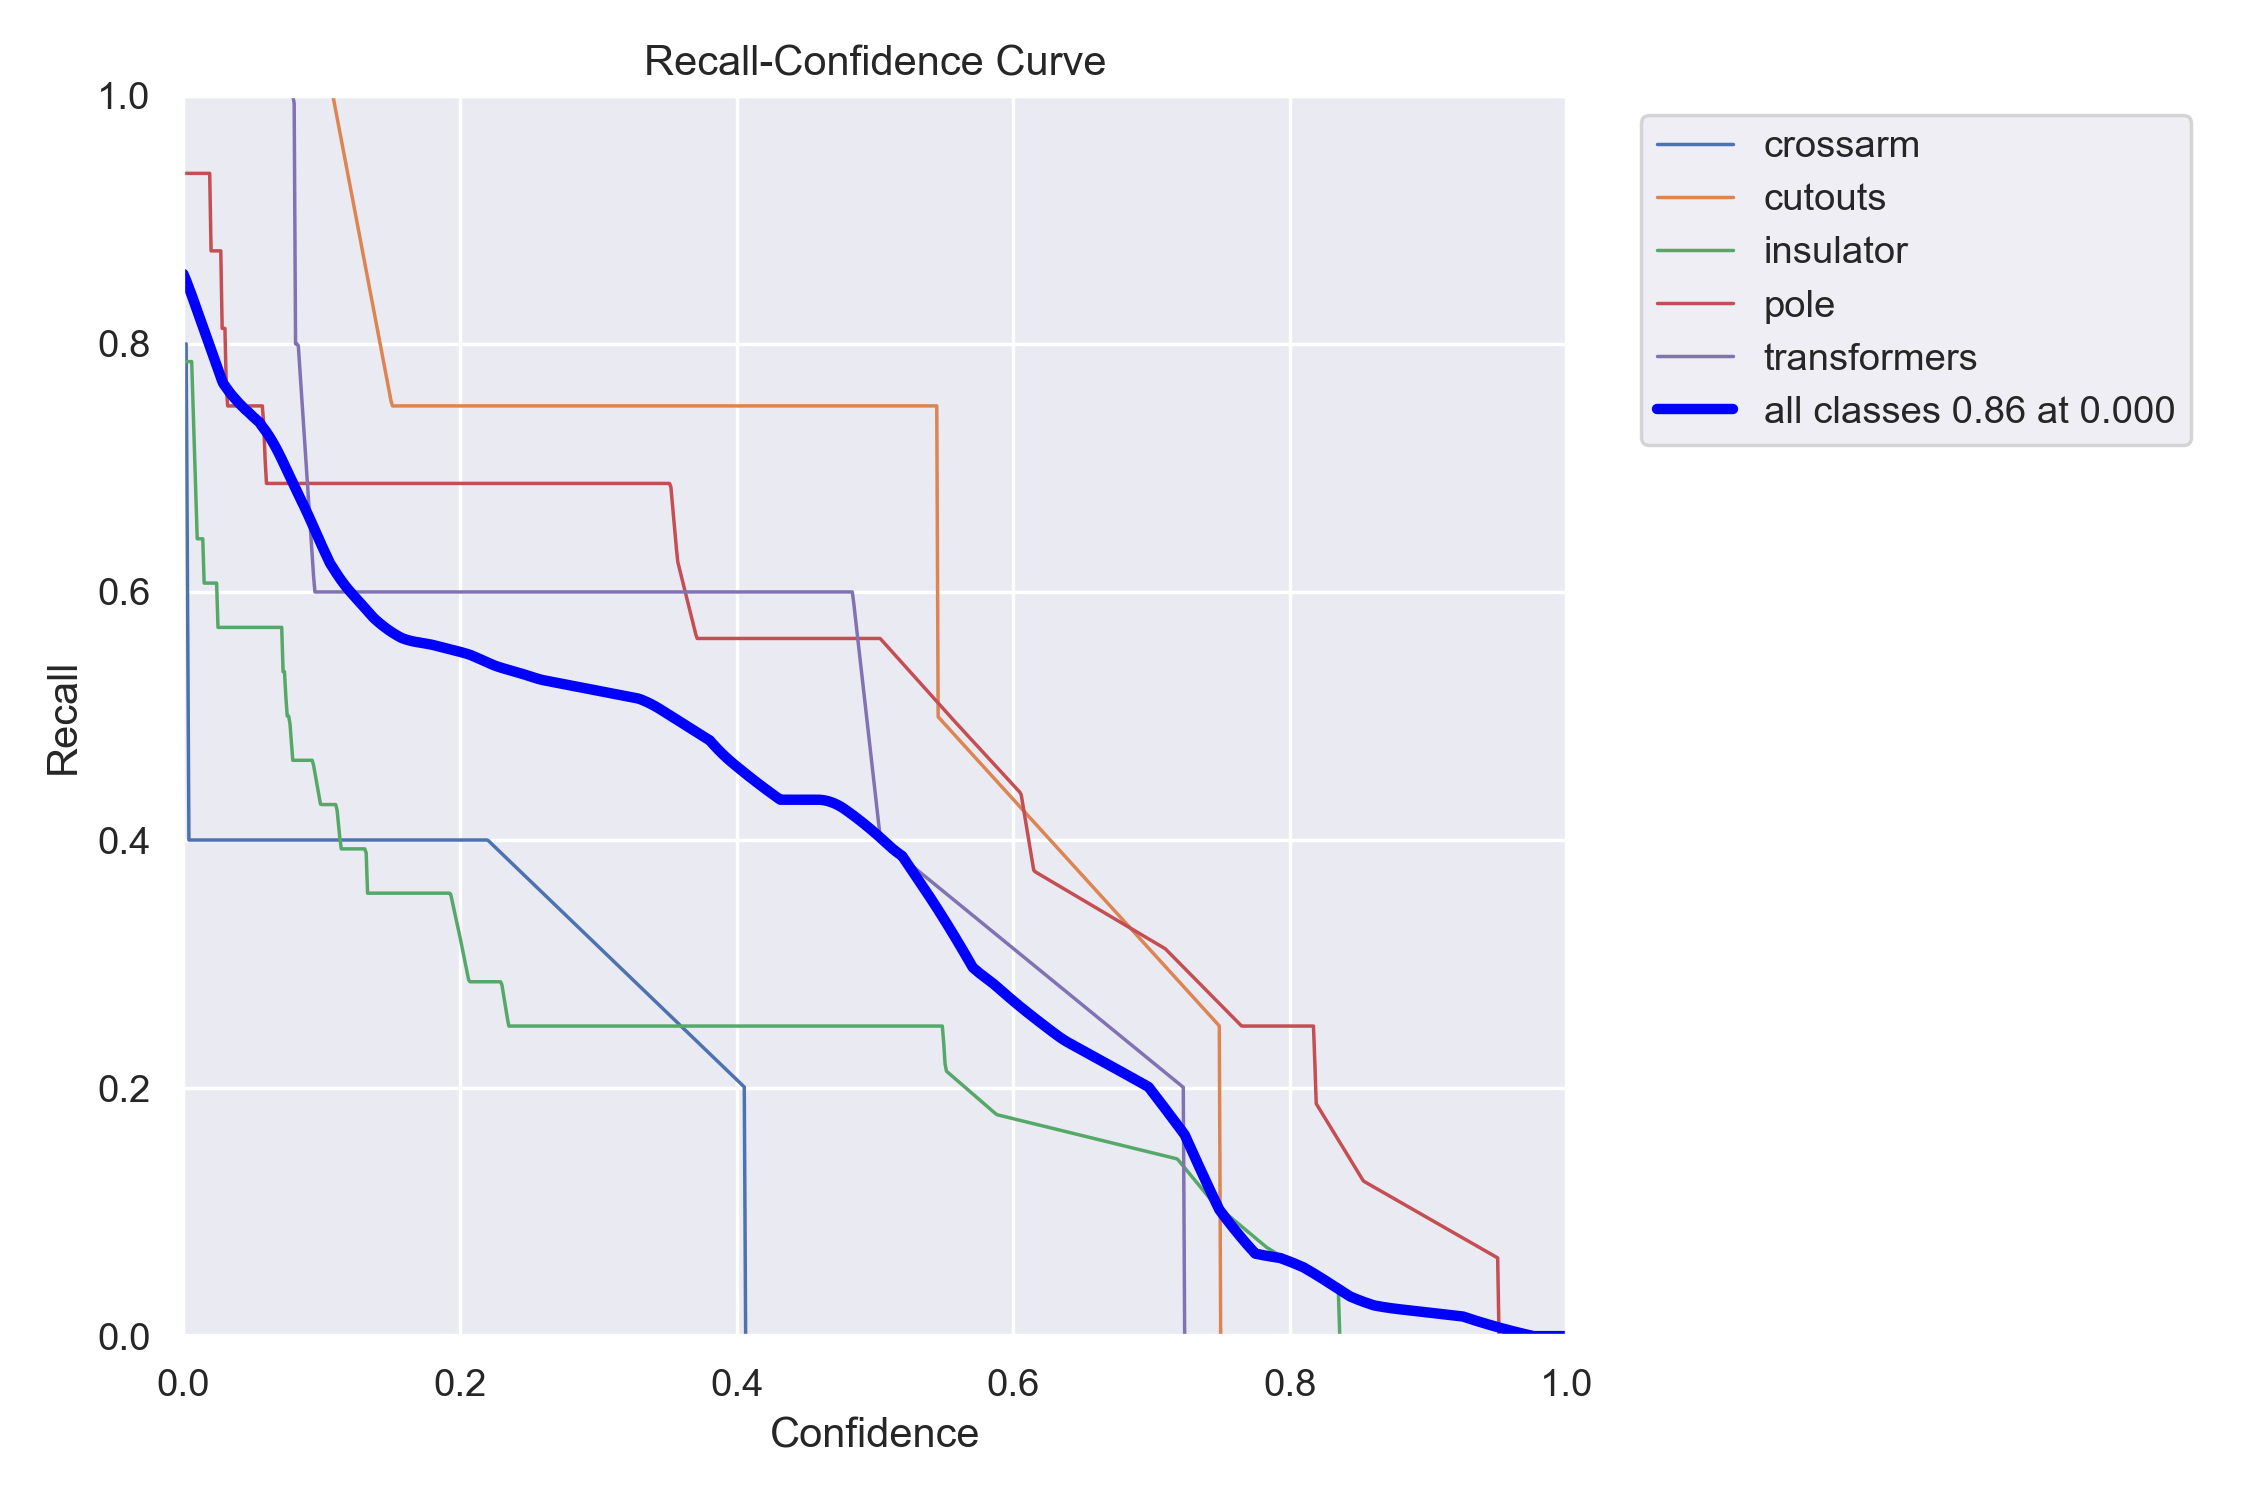 Recall-Confidence Curve
1.0
0.8
0.6
0.4
0.2
0.0
Recall
0.0 0.2 0.4 0.6 0.8 1.0
Confidence
crossarm
cutouts
insulator
pole
transformers
all classes 0.86 at 0.000